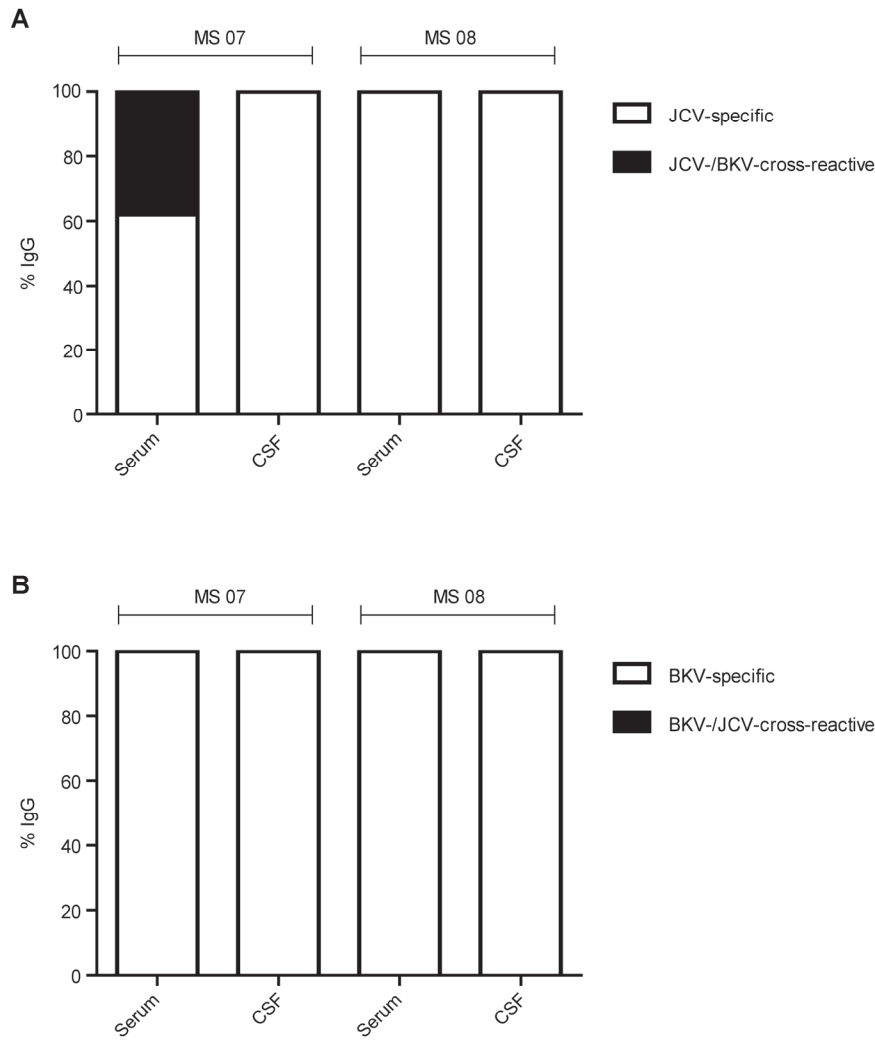 A
MS 07 MS 08
100
80
60
40
20
0
% IgG
Serum CSF Serum CSF
JCV-specific
JCV-/BKV-cross-reactive
B
MS 07 MS 08
100
80
60
40
20
0
% IgG
Serum CSF Serum CSF
BKV-specific
BKV-/JCV-cross-reactive